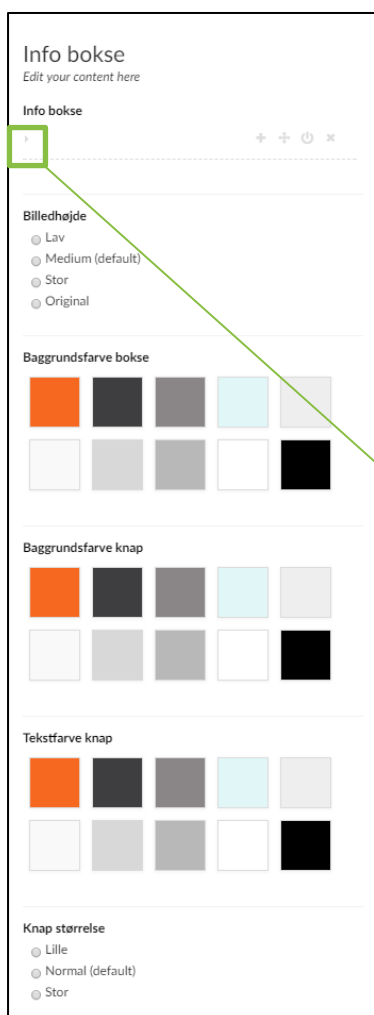 Info bokse
Edit your content here
Info bokse
Billedhøjde
Lav
Medium (default)
Stor
Original
Baggrundsfarve bokse
Baggrundsfarve knap
Tekstfarve knap
Knap størrelse
Lille
Normal (default)
Stor